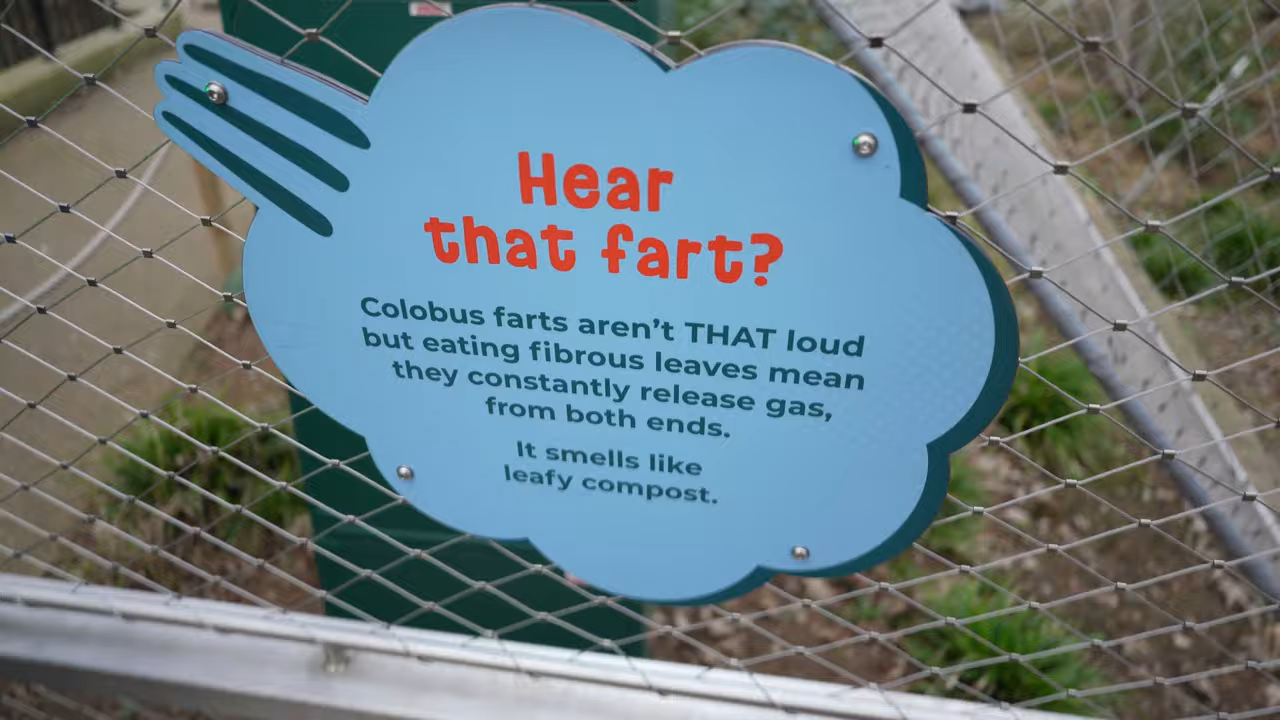 Hear
that fart?
Colobus farts aren't THAT loud
but eating fibrous leaves mean
they constantly release gas,
from both ends.
It smells like
leafy compost.